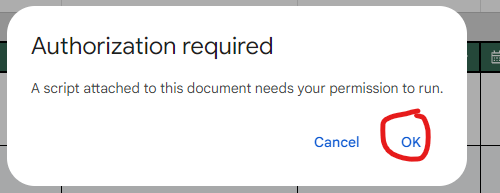 Authorization required
A script attached to this document needs your permission to run.
Cancel OK